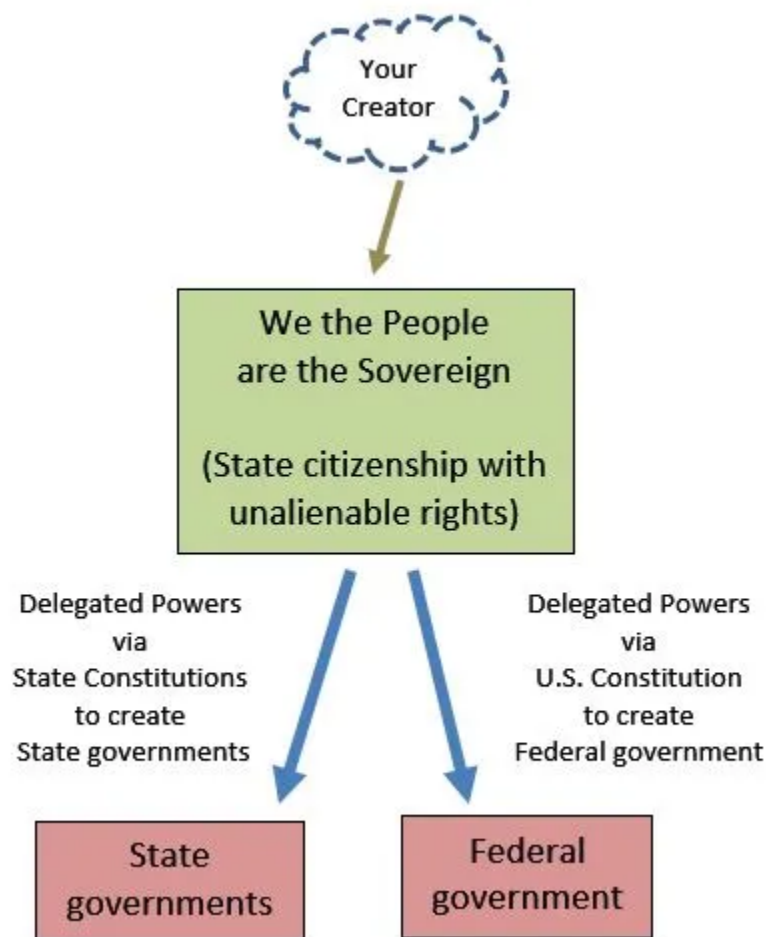 Your
Creator
We the People
are the Sovereign
(State citizenship with
unalienable rights)
Delegated Powers
via
State Constitutions
to create
State governments
Delegated Powers
via
U.S. Constitution
to create
Federal government
State
governments
Federal
government